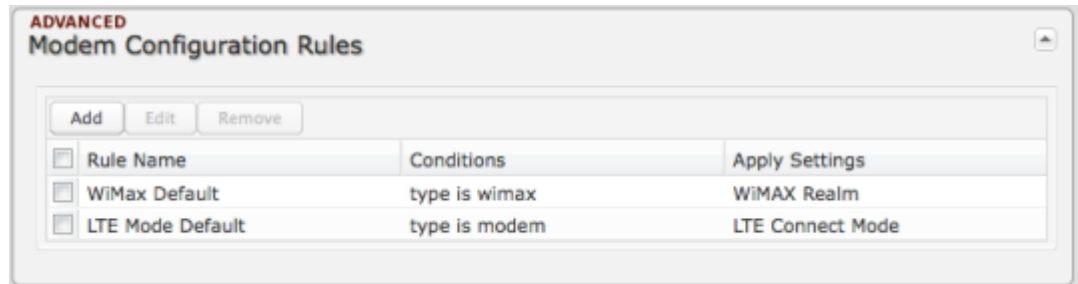 ADVANCED
Modem Configuration Rules
Add Edit Remove
Rule Name Conditions Apply Settings
WiMax Default type is wimax WiMAX Realm
LTE Mode Default type is modem LTE Connect Mode